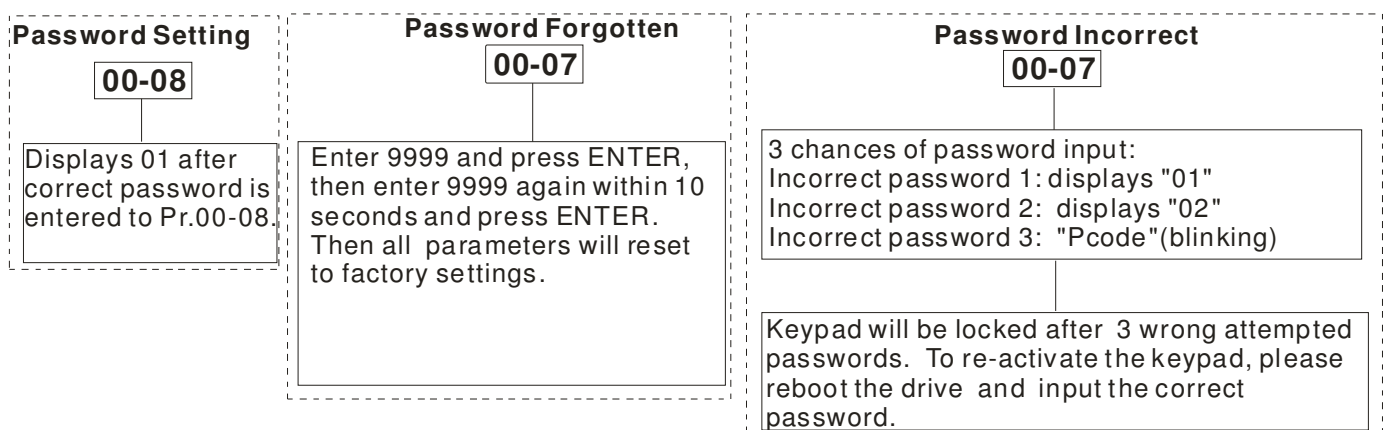 Password Setting
00-08
Displays 01 after
correct password is
entered to Pr.00-08.
Password Forgotten
00-07
Enter 9999 and press ENTER,
then enter 9999 again within 10
seconds and press ENTER.
Then all parameters will reset
to factory settings.
Password Incorrect
00-07
3 chances of password input:
Incorrect password 1: displays "01"
Incorrect password 2: displays "02"
Incorrect password 3: "Pcode"(blinking)
Keypad will be locked after 3 wrong attempted
passwords. To re-activate the keypad, please
reboot the drive and input the correct
password.